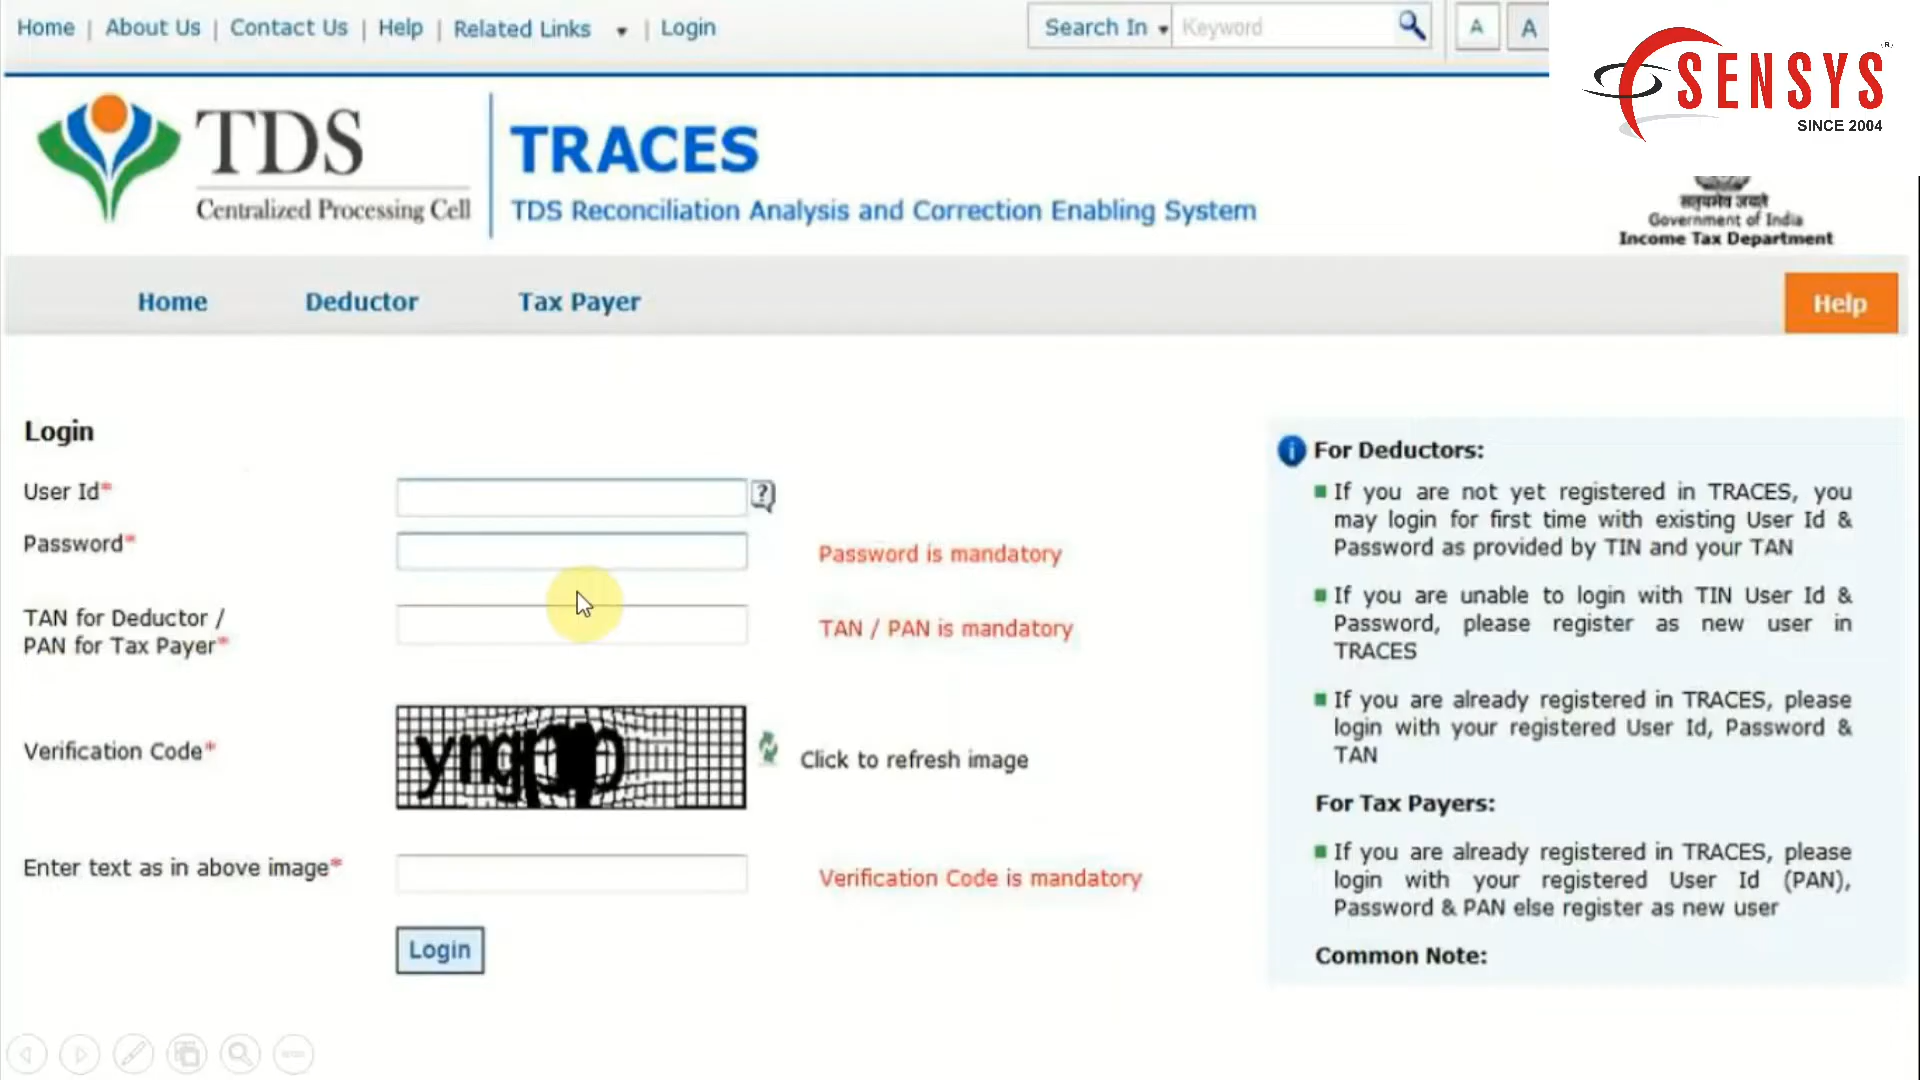 Home | About Us | Contact Us | Help | Related Links | Login
Search In Keyword
A A
SENSYS
SINCE 2004
TDS
Centralized Processing Cell
TRACES
TDS Reconciliation Analysis and Correction Enabling System
सत्यमेव जयते
Government of India
Income Tax Department
Home Deductor Tax Payer Help
Login
User Id*
Password*
Password is mandatory
TAN for Deductor /
PAN for Tax Payer*
TAN / PAN is mandatory
Verification Code*
Click to refresh image
Enter text as in above image*
Verification Code is mandatory
Login
For Deductors:
If you are not yet registered in TRACES, you
may login for first time with existing User Id &
Password as provided by TIN and your TAN
If you are unable to login with TIN User Id &
Password, please register as new user in
TRACES
If you are already registered in TRACES, please
login with your registered User Id, Password &
TAN
For Tax Payers:
If you are already registered in TRACES, please
login with your registered User Id (PAN),
Password & PAN else register as new user
Common Note: